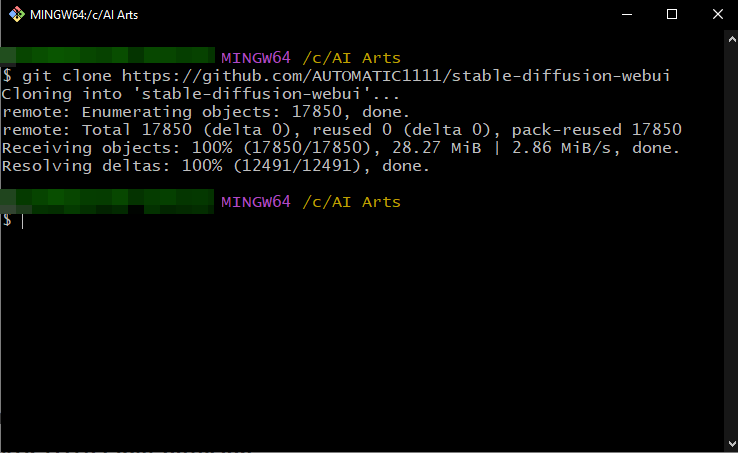 MINGW64:/c/AI Arts
MINGW64 /c/AI Arts
$ git clone https://github.com/AUTOMATIC1111/stable-diffusion-webui
Cloning into 'stable-diffusion-webui'...
remote: Enumerating objects: 17850, done.
remote: Total 17850 (delta 0), reused 0 (delta 0), pack-reused 17850
Receiving objects: 100% (17850/17850), 28.27 MiB | 2.86 MiB/s, done.
Resolving deltas: 100% (12491/12491), done.
MINGW64 /c/AI Arts
$